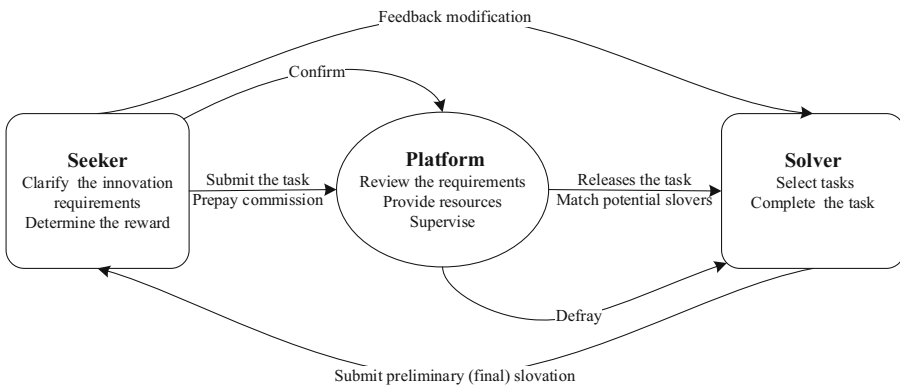 Feedback modification
Confirm
Seeker
Clarify the innovation
requirements
Determine the reward
Submit the task
Prepay commission
Platform
Review the requirements
Provide resources
Supervise
Releases the task
Match potential slovers
Solver
Select tasks
Complete the task
Defray
Submit preliminary (final) slovation